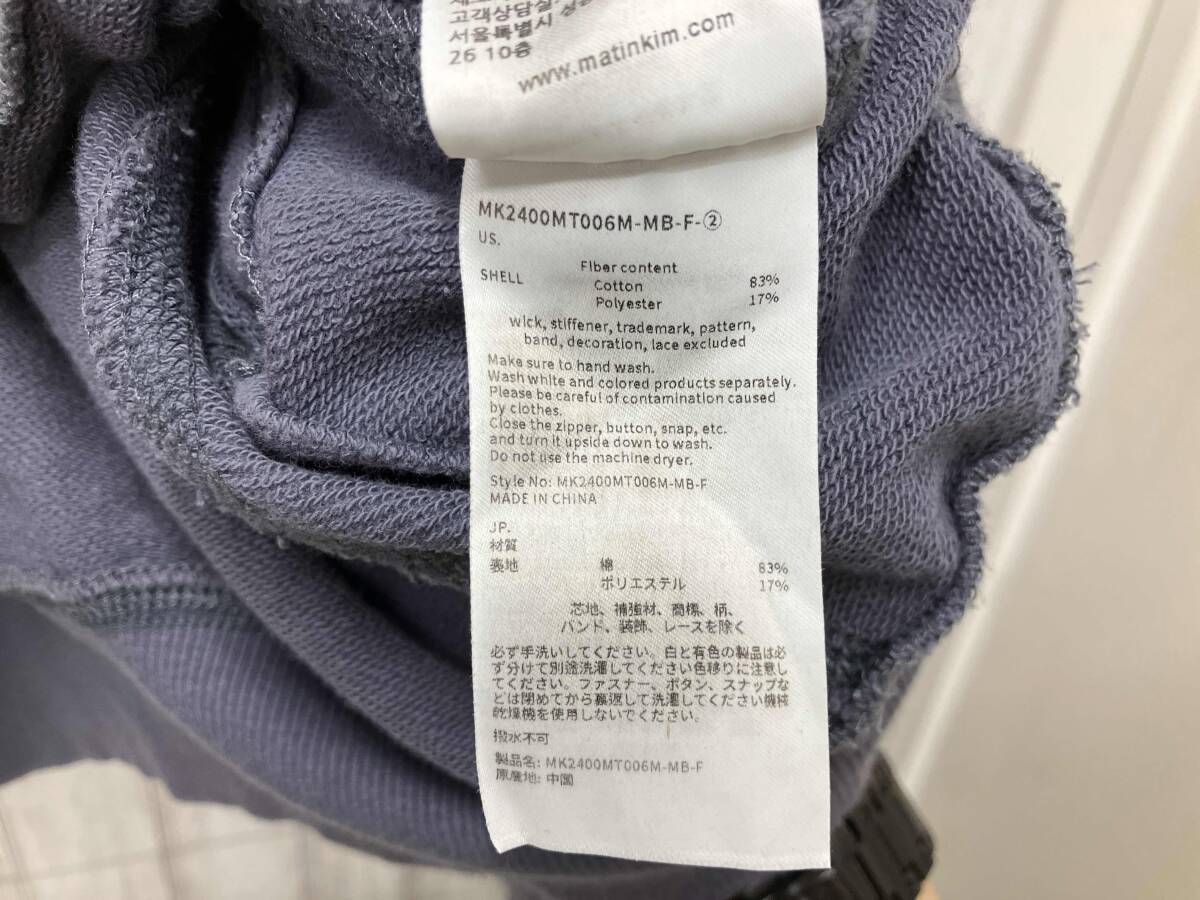 고객상담실
서울특별시
26 10층
www.matinkim.com
MK2400MT006M-MB-F-②
US.
SHELL
Fiber content
Cotton 83%
Polyester 17%
wick, stiffener, trademark, pattern,
band, decoration, lace excluded
Make sure to hand wash.
Wash white and colored products separately.
Please be careful of contamination caused
by clothes.
Close the zipper, button, snap, etc.
and turn it upside down to wash.
Do not use the machine dryer.
Style No: MK2400MT006M-MB-F
MADE IN CHINA
JP.
材質
表地 綿 83%
ポリエステル 17%
芯地、補強材、商標、柄、
バンド、装飾、レースを除く
必ず手洗いしてください。白と有色の製品は必
ず分けて別途洗濯してください色移りに注意し
てください。ファスナー、ボタン、スナップな
どは閉めてから裏返して洗濯してください機械
乾燥機を使用しないでください。
撥水不可
製品名: MK2400MT006M-MB-F
原産地: 中国